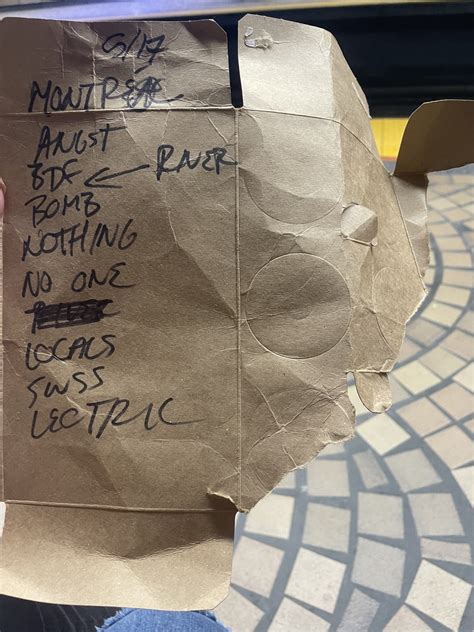 5/17
MONTREAL
ANGST
BDF ← RIVER
BOMB
NOTHING
NO ONE
LOCALS
SWSS
LECTRIC